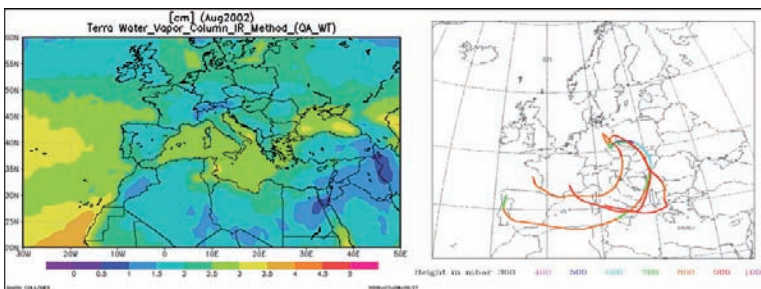 [cm] (Aug2002)
Terra Water_Vapor_Column_IR_Method_(QA_WT)
60N
55N
50N
45N
40N
35N
30N
25N
20N
30W 20W 10W 0 10E 20E 30E 40E 50E
0 0.5 1 1.5 2 2.5 3 3.5 4 4.5 5
Height in mbar 300 400 500 600 700 800 900 100